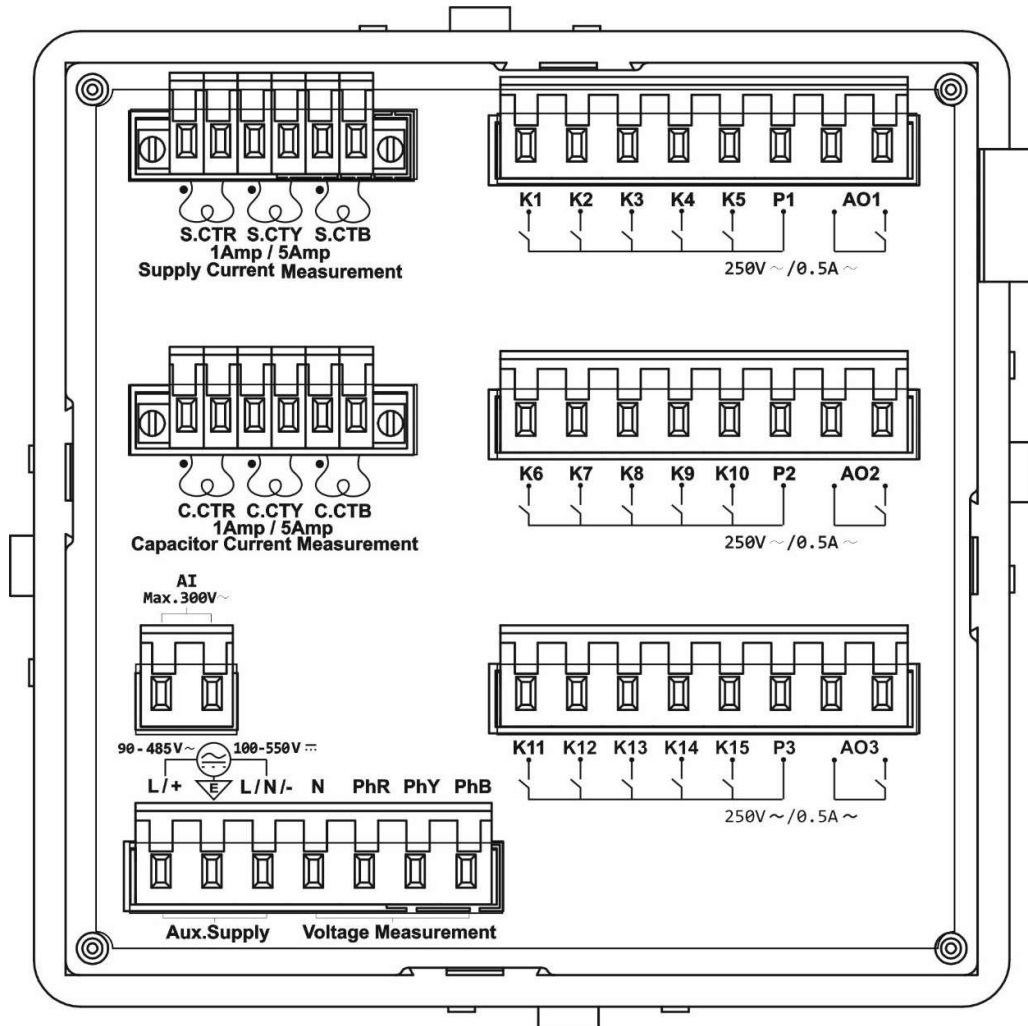 S.CTR S.CTY S.CTB
1Amp / 5Amp
Supply Current Measurement
K1 K2 K3 K4 K5 P1 AO1
250V ~/0.5A ~
C.CTR C.CTY C.CTB
1Amp / 5Amp
Capacitor Current Measurement
K6 K7 K8 K9 K10 P2 AO2
250V ~/0.5A ~
AI
Max.300V~
90-485V~ 100-550V ⎓
L/+ E L/N/- N PhR PhY PhB
Aux.Supply Voltage Measurement
K11 K12 K13 K14 K15 P3 AO3
250V ~/0.5A ~